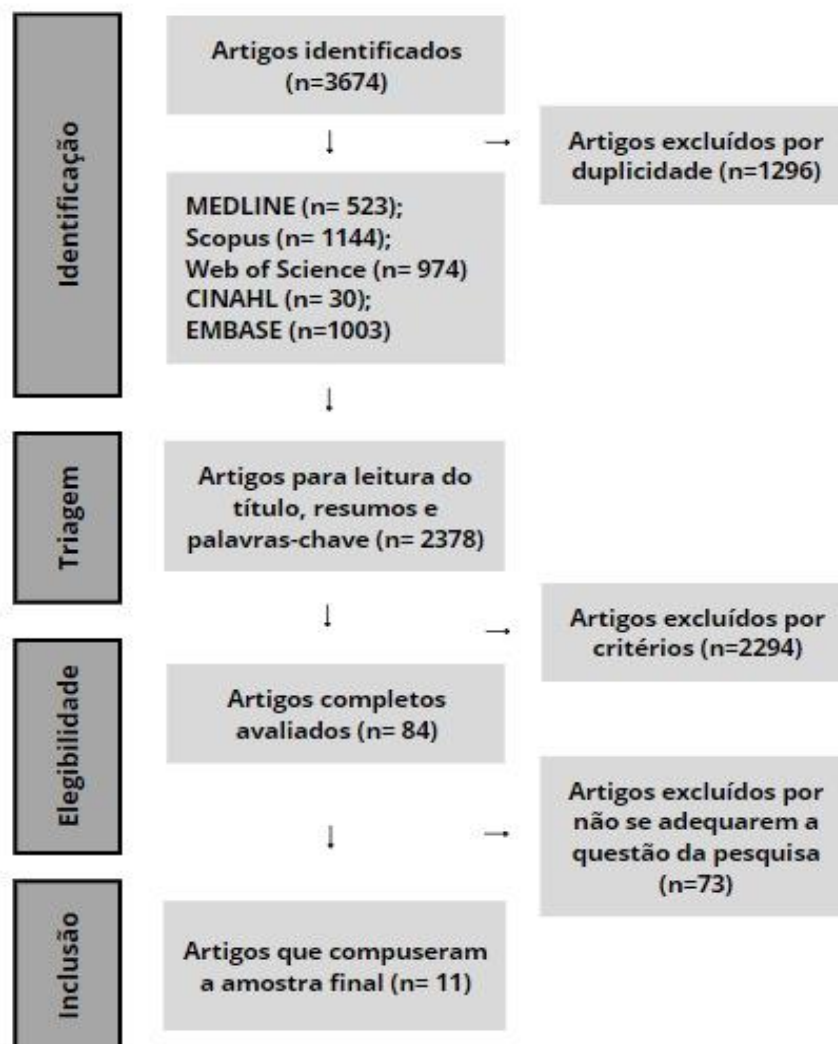 Identificação
Artigos identificados
(n=3674)
Artigos excluídos por
duplicidade (n=1296)
MEDLINE (n= 523);
Scopus (n= 1144);
Web of Science (n= 974)
CINAHL (n= 30);
EMBASE (n=1003)
Triagem
Artigos para leitura do
título, resumos e
palavras-chave (n= 2378)
Artigos excluídos por
critérios (n=2294)
Elegibilidade
Artigos completos
avaliados (n= 84)
Artigos excluídos por
não se adequarem a
questão da pesquisa
(n=73)
Inclusão
Artigos que compuseram
a amostra final (n= 11)